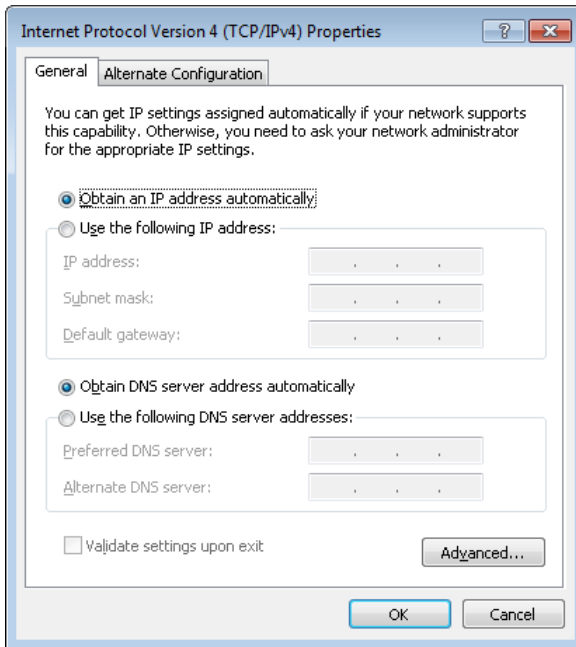 Internet Protocol Version 4 (TCP/IPv4) Properties
General
Alternate Configuration
You can get IP settings assigned automatically if your network supports
this capability. Otherwise, you need to ask your network administrator
for the appropriate IP settings.
Obtain an IP address automatically
Use the following IP address:
IP address:
Subnet mask:
Default gateway:
Obtain DNS server address automatically
Use the following DNS server addresses:
Preferred DNS server:
Alternate DNS server:
Validate settings upon exit
Advanced...
OK
Cancel